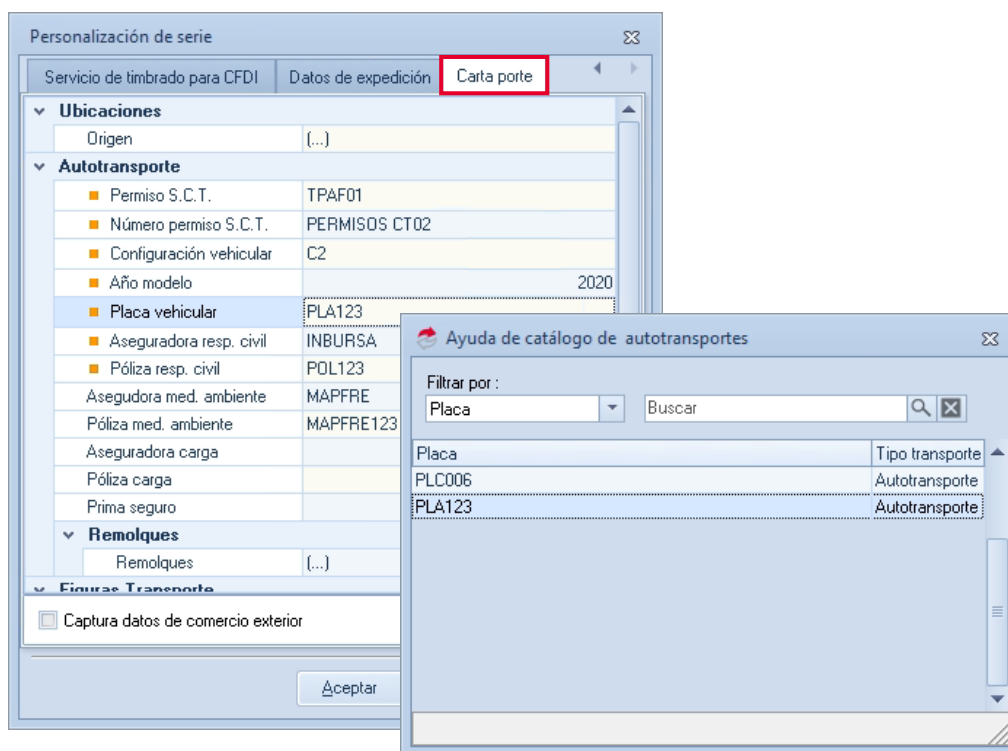 Personalización de serie
Servicio de timbrado para CFDI
Datos de expedición
Carta porte
Ubicaciones
Origen (...)
Autotransporte
Permiso S.C.T. TPAF01
Número permiso S.C.T. PERMISOS CT02
Configuración vehicular C2
Año modelo 2020
Placa vehicular PLA123
Aseguradora resp. civil INBURSA
Póliza resp. civil POL123
Asegudora med. ambiente MAPFRE
Póliza med. ambiente MAPFRE123
Aseguradora carga
Póliza carga
Prima seguro
Remolques
Remolques (...)
Figuras Transporte
Captura datos de comercio exterior
Aceptar
Ayuda de catálogo de autotransportes
Filtrar por :
Placa Buscar
Placa Tipo transporte
PLC006 Autotransporte
PLA123 Autotransporte